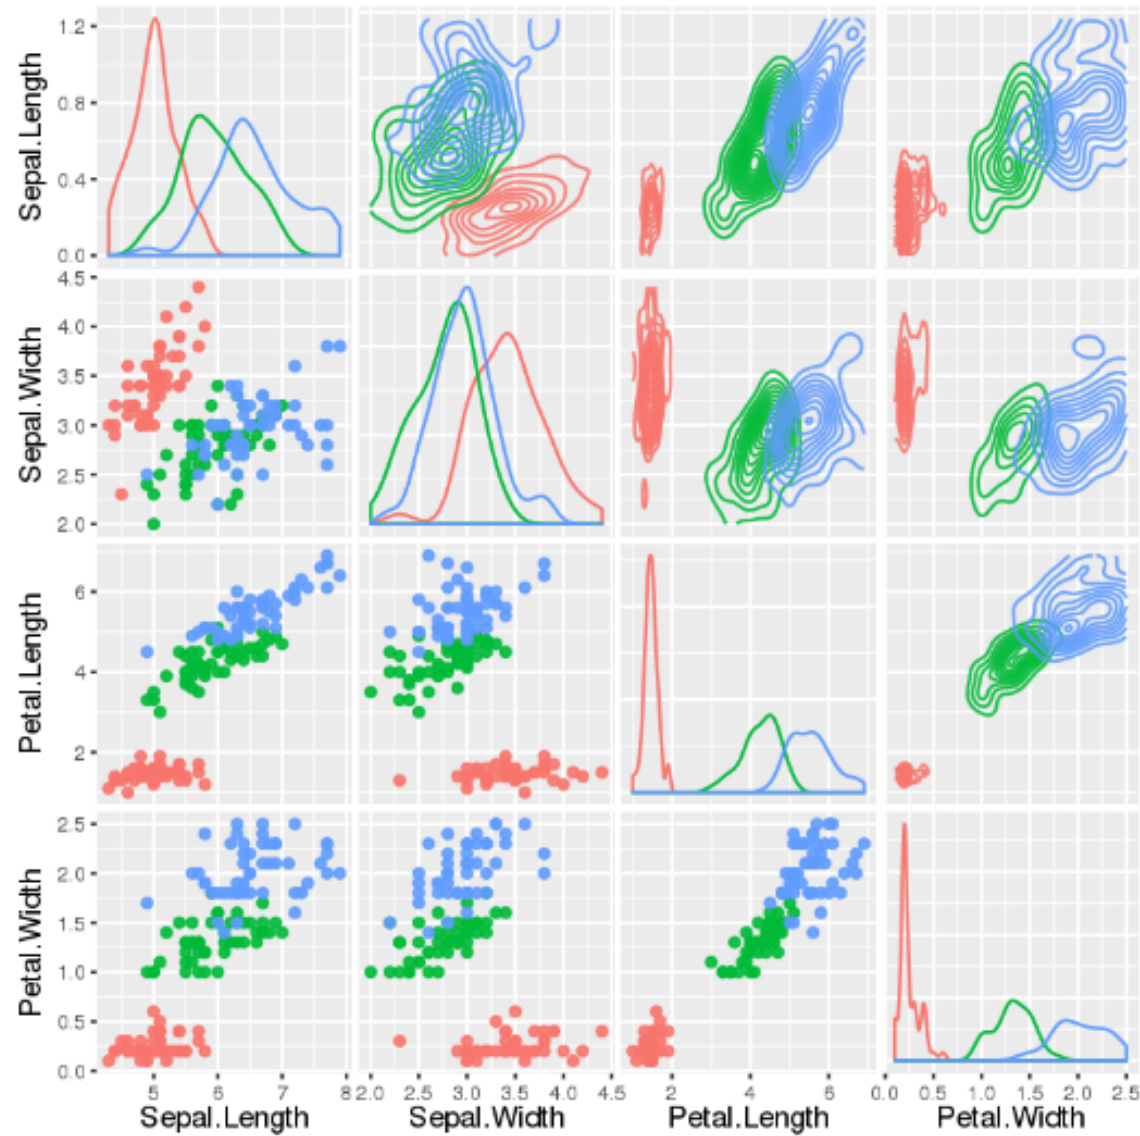 Sepal.Length
1.2
0.8
0.4
0.0
Sepal.Width
4.5
4.0
3.5
3.0
2.5
2.0
Petal.Length
6
4
2
Petal.Width
2.5
2.0
1.5
1.0
0.5
0.0
5 6 7 8
2.0 2.5 3.0 3.5 4.0 4.5
2 4 6
0.0 0.5 1.0 1.5 2.0 2.5
Sepal.Length Sepal.Width Petal.Length Petal.Width